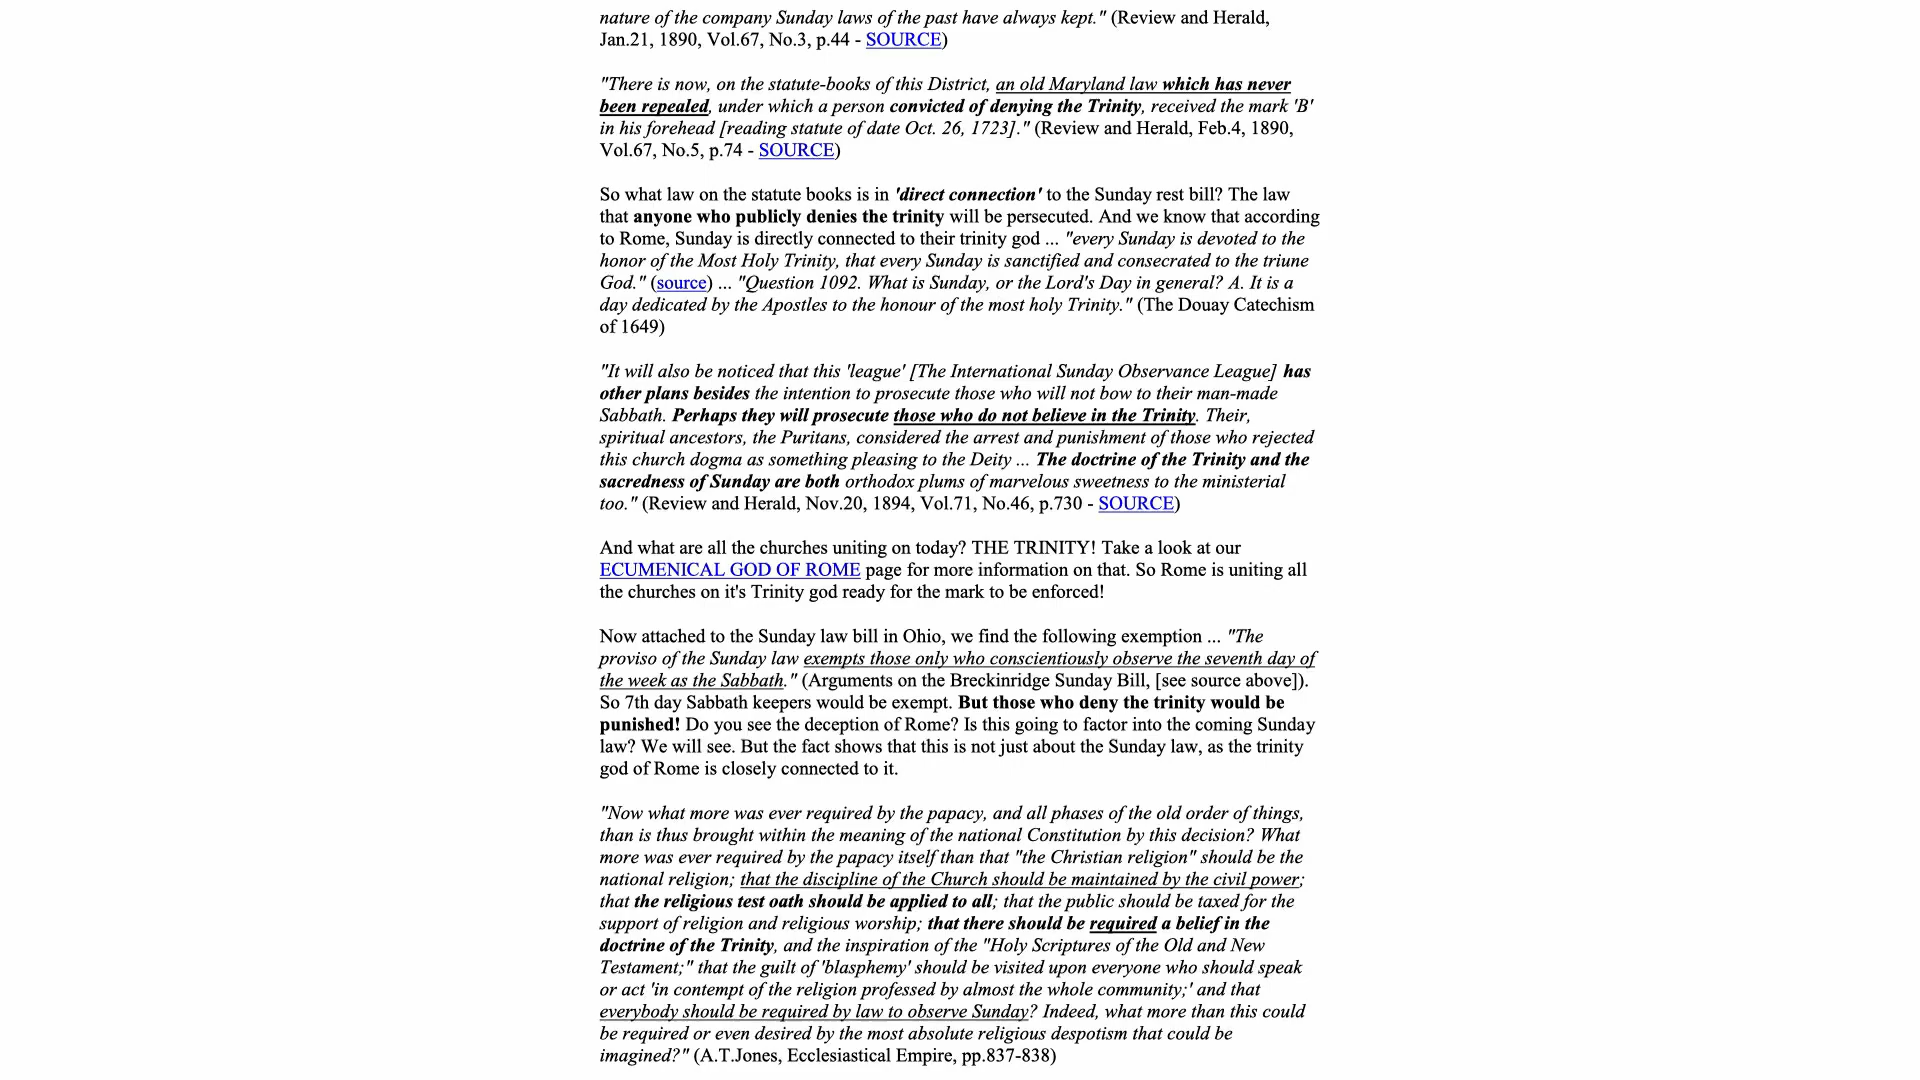 nature of the company Sunday laws of the past have always kept." (Review and Herald,
Jan.21, 1890, Vol.67, No.3, p.44 - SOURCE)
"There is now, on the statute-books of this District, an old Maryland law which has never
been repealed, under which a person convicted of denying the Trinity, received the mark 'B'
in his forehead [reading statute of date Oct. 26, 1723]." (Review and Herald, Feb.4, 1890,
Vol.67, No.5, p.74 - SOURCE)
So what law on the statute books is in 'direct connection' to the Sunday rest bill? The law
that anyone who publicly denies the trinity will be persecuted. And we know that according
to Rome, Sunday is directly connected to their trinity god ... "every Sunday is devoted to the
honor of the Most Holy Trinity, that every Sunday is sanctified and consecrated to the triune
God." (source) ... "Question 1092. What is Sunday, or the Lord's Day in general? A. It is a
day dedicated by the Apostles to the honour of the most holy Trinity." (The Douay Catechism
of 1649)
"It will also be noticed that this 'league' [The International Sunday Observance League] has
other plans besides the intention to prosecute those who will not bow to their man-made
Sabbath. Perhaps they will prosecute those who do not believe in the Trinity. Their,
spiritual ancestors, the Puritans, considered the arrest and punishment of those who rejected
this church dogma as something pleasing to the Deity ... The doctrine of the Trinity and the
sacredness of Sunday are both orthodox plums of marvelous sweetness to the ministerial
too." (Review and Herald, Nov.20, 1894, Vol.71, No.46, p.730 - SOURCE)
And what are all the churches uniting on today? THE TRINITY! Take a look at our
ECUMENICAL GOD OF ROME page for more information on that. So Rome is uniting all
the churches on it's Trinity god ready for the mark to be enforced!
Now attached to the Sunday law bill in Ohio, we find the following exemption ... "The
proviso of the Sunday law exempts those only who conscientiously observe the seventh day of
the week as the Sabbath." (Arguments on the Breckinridge Sunday Bill, [see source above]).
So 7th day Sabbath keepers would be exempt. But those who deny the trinity would be
punished! Do you see the deception of Rome? Is this going to factor into the coming Sunday
law? We will see. But the fact shows that this is not just about the Sunday law, as the trinity
god of Rome is closely connected to it.
"Now what more was ever required by the papacy, and all phases of the old order of things,
than is thus brought within the meaning of the national Constitution by this decision? What
more was ever required by the papacy itself than that "the Christian religion" should be the
national religion; that the discipline of the Church should be maintained by the civil power;
that the religious test oath should be applied to all; that the public should be taxed for the
support of religion and religious worship; that there should be required a belief in the
doctrine of the Trinity, and the inspiration of the "Holy Scriptures of the Old and New
Testament;" that the guilt of 'blasphemy' should be visited upon everyone who should speak
or act 'in contempt of the religion professed by almost the whole community;' and that
everybody should be required by law to observe Sunday? Indeed, what more than this could
be required or even desired by the most absolute religious despotism that could be
imagined?" (A.T.Jones, Ecclesiastical Empire, pp.837-838)